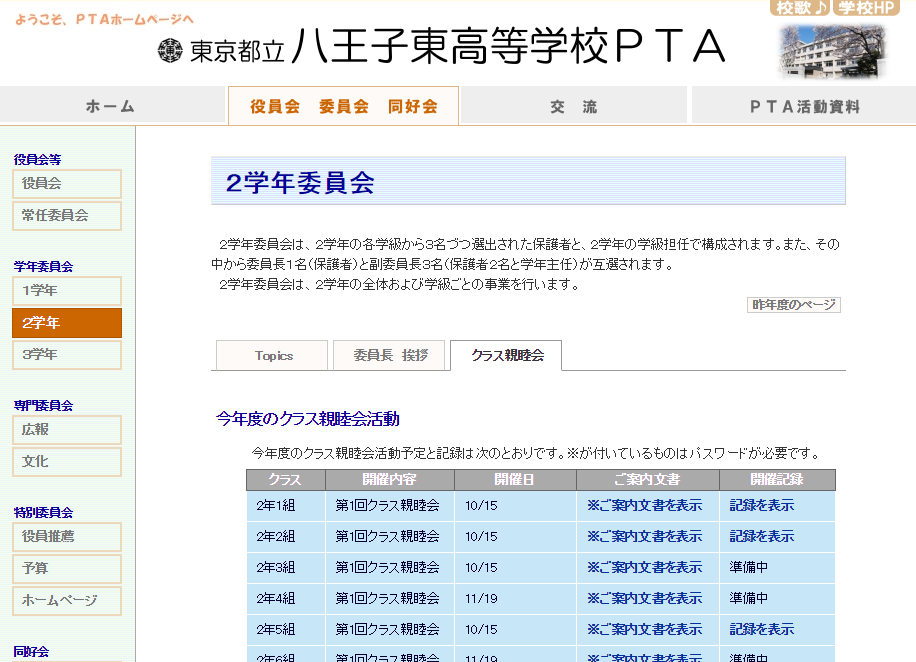 ようこそ、PTAホームページへ
校歌♪ 学校HP
東京都立 八王子東高等学校PTA
ホーム
役員会 委員会 同好会
交 流
PTA活動資料
役員会等
役員会
常任委員会
学年委員会
1学年
2学年
3学年
専門委員会
広報
文化
特別委員会
役員推薦
予算
ホームページ
同好会
2学年委員会
2学年委員会は、2学年の各学級から3名づつ選出された保護者と、2学年の学級担任で構成されます。また、その
中から委員長1名(保護者)と副委員長3名(保護者2名と学年主任)が互選されます。
2学年委員会は、2学年の全体および学級ごとの事業を行います。
昨年度のページ
Topics
委員長 挨拶
クラス親睦会
今年度のクラス親睦会活動
今年度のクラス親睦会活動予定と記録は次のとおりです。※が付いているものはパスワードが必要です。
クラス 開催内容 開催日 ご案内文書 開催記録
2年1組 第1回クラス親睦会 10/15 ※ご案内文書を表示 記録を表示
2年2組 第1回クラス親睦会 10/15 ※ご案内文書を表示 記録を表示
2年3組 第1回クラス親睦会 10/15 ※ご案内文書を表示 準備中
2年4組 第1回クラス親睦会 11/19 ※ご案内文書を表示 準備中
2年5組 第1回クラス親睦会 10/15 ※ご案内文書を表示 記録を表示
2年6組 第1回クラス親睦会 11/19 ※ご案内文書を表示 準備中